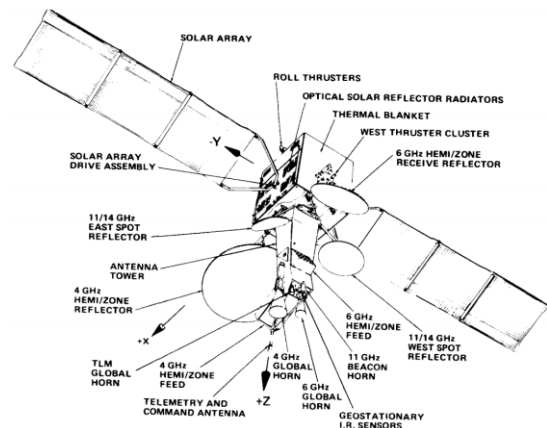 SOLAR ARRAY
ROLL THRUSTERS
OPTICAL SOLAR REFLECTOR RADIATORS
THERMAL BLANKET
WEST THRUSTER CLUSTER
6 GHz HEMI/ZONE
RECEIVE REFLECTOR
-Y
SOLAR ARRAY
DRIVE ASSEMBLY
11/14 GHz
EAST SPOT
REFLECTOR
ANTENNA
TOWER
4 GHz
HEMI/ZONE
REFLECTOR
+X
TLM
GLOBAL
HORN
4 GHz
HEMI/ZONE
FEED
TELEMETRY AND
COMMAND ANTENNA
+Z
4 GHz
GLOBAL
HORN
6 GHz
GLOBAL
HORN
6 GHz
HEMI/ZONE
FEED
11 GHz
BEACON
HORN
GEOSTATIONARY
I.R. SENSORS
11/14 GHz
WEST SPOT
REFLECTOR